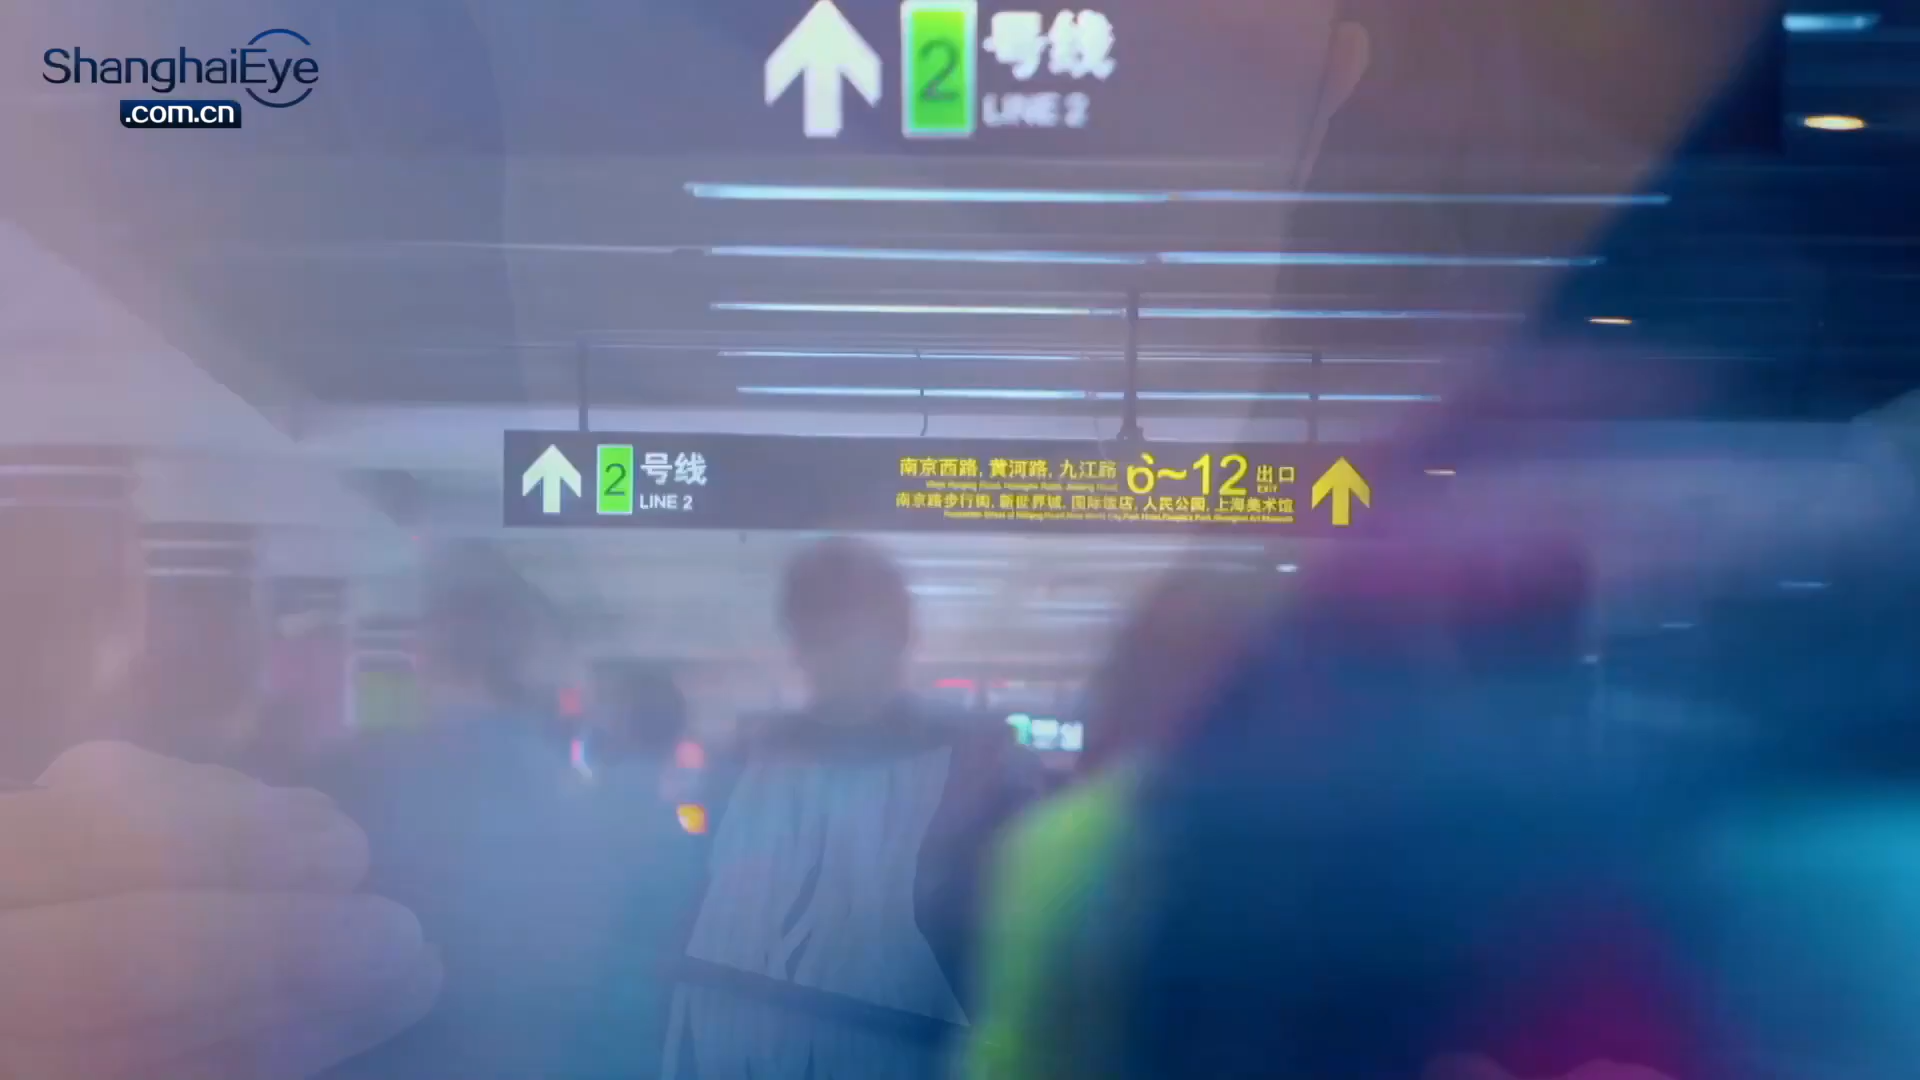 ShanghaiEye
.com.cn
2 号线
LINE 2
2 号线
LINE 2
南京西路, 黄河路, 九江路
6~12 出口
EXIT
南京路步行街, 新世界城, 国际饭店, 人民公园, 上海美术馆